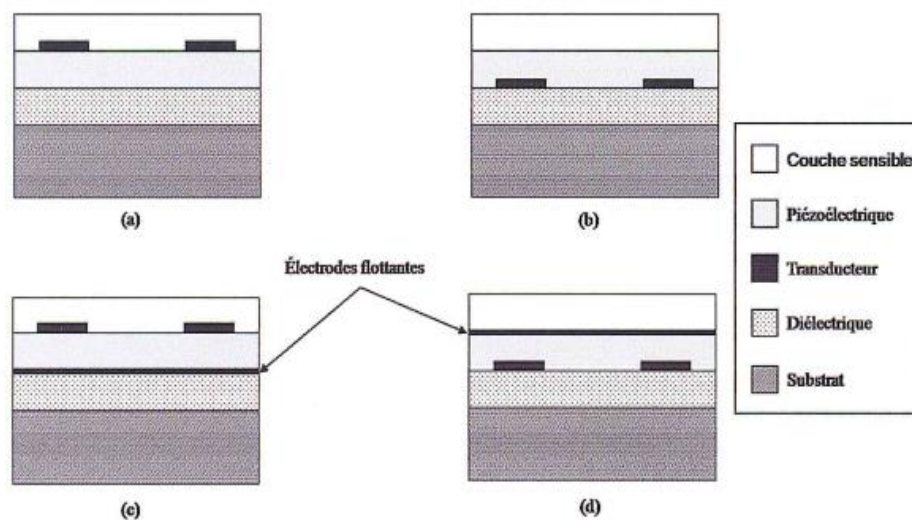 (a)
(b)
Couche sensible
Piézoélectrique
Transducteur
Diélectrique
Substrat
Électrodes flottantes
(c)
(d)